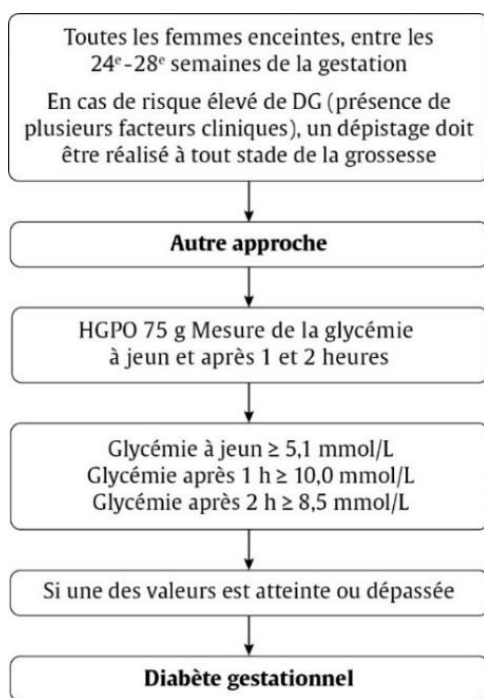 Toutes les femmes enceintes, entre les
24ᵉ-28ᵉ semaines de la gestation
En cas de risque élevé de DG (présence de
plusieurs facteurs cliniques), un dépistage doit
être réalisé à tout stade de la grossesse
Autre approche
HGPO 75 g Mesure de la glycémie
à jeun et après 1 et 2 heures
Glycémie à jeun ≥ 5,1 mmol/L
Glycémie après 1 h ≥ 10,0 mmol/L
Glycémie après 2 h ≥ 8,5 mmol/L
Si une des valeurs est atteinte ou dépassée
Diabète gestationnel